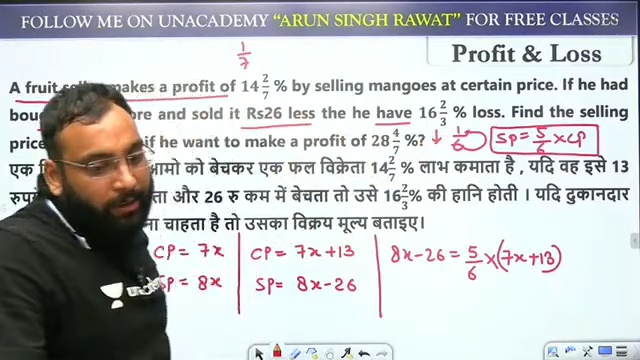 FOLLOW ME ON UNACADEMY “ARUN SINGH RAWAT” FOR FREE CLASSES
Profit & Loss
1/7
A fruit makes a profit of 14 2/7 % by selling mangoes at certain price. If he had
and sold it Rs26 less the he have 16 2/3 % loss. Find the selling
if he want to make a profit of 28 4/7 %? ↓ 1/6 SP = 5/6 × CP
एक आमो को बेचकर एक फल विक्रेता 14 2/7 % लाभ कमाता है , यदि वह इसे 13
और 26 रु कम में बेचता तो उसे 16 2/3 % की हानि होती । यदि दुकानदार
चाहता है तो उसका विक्रय मूल्य बताइए।
CP = 7x CP = 7x+13 8x-26 = 5/6 × (7x+13)
SP = 8x SP = 8x-26